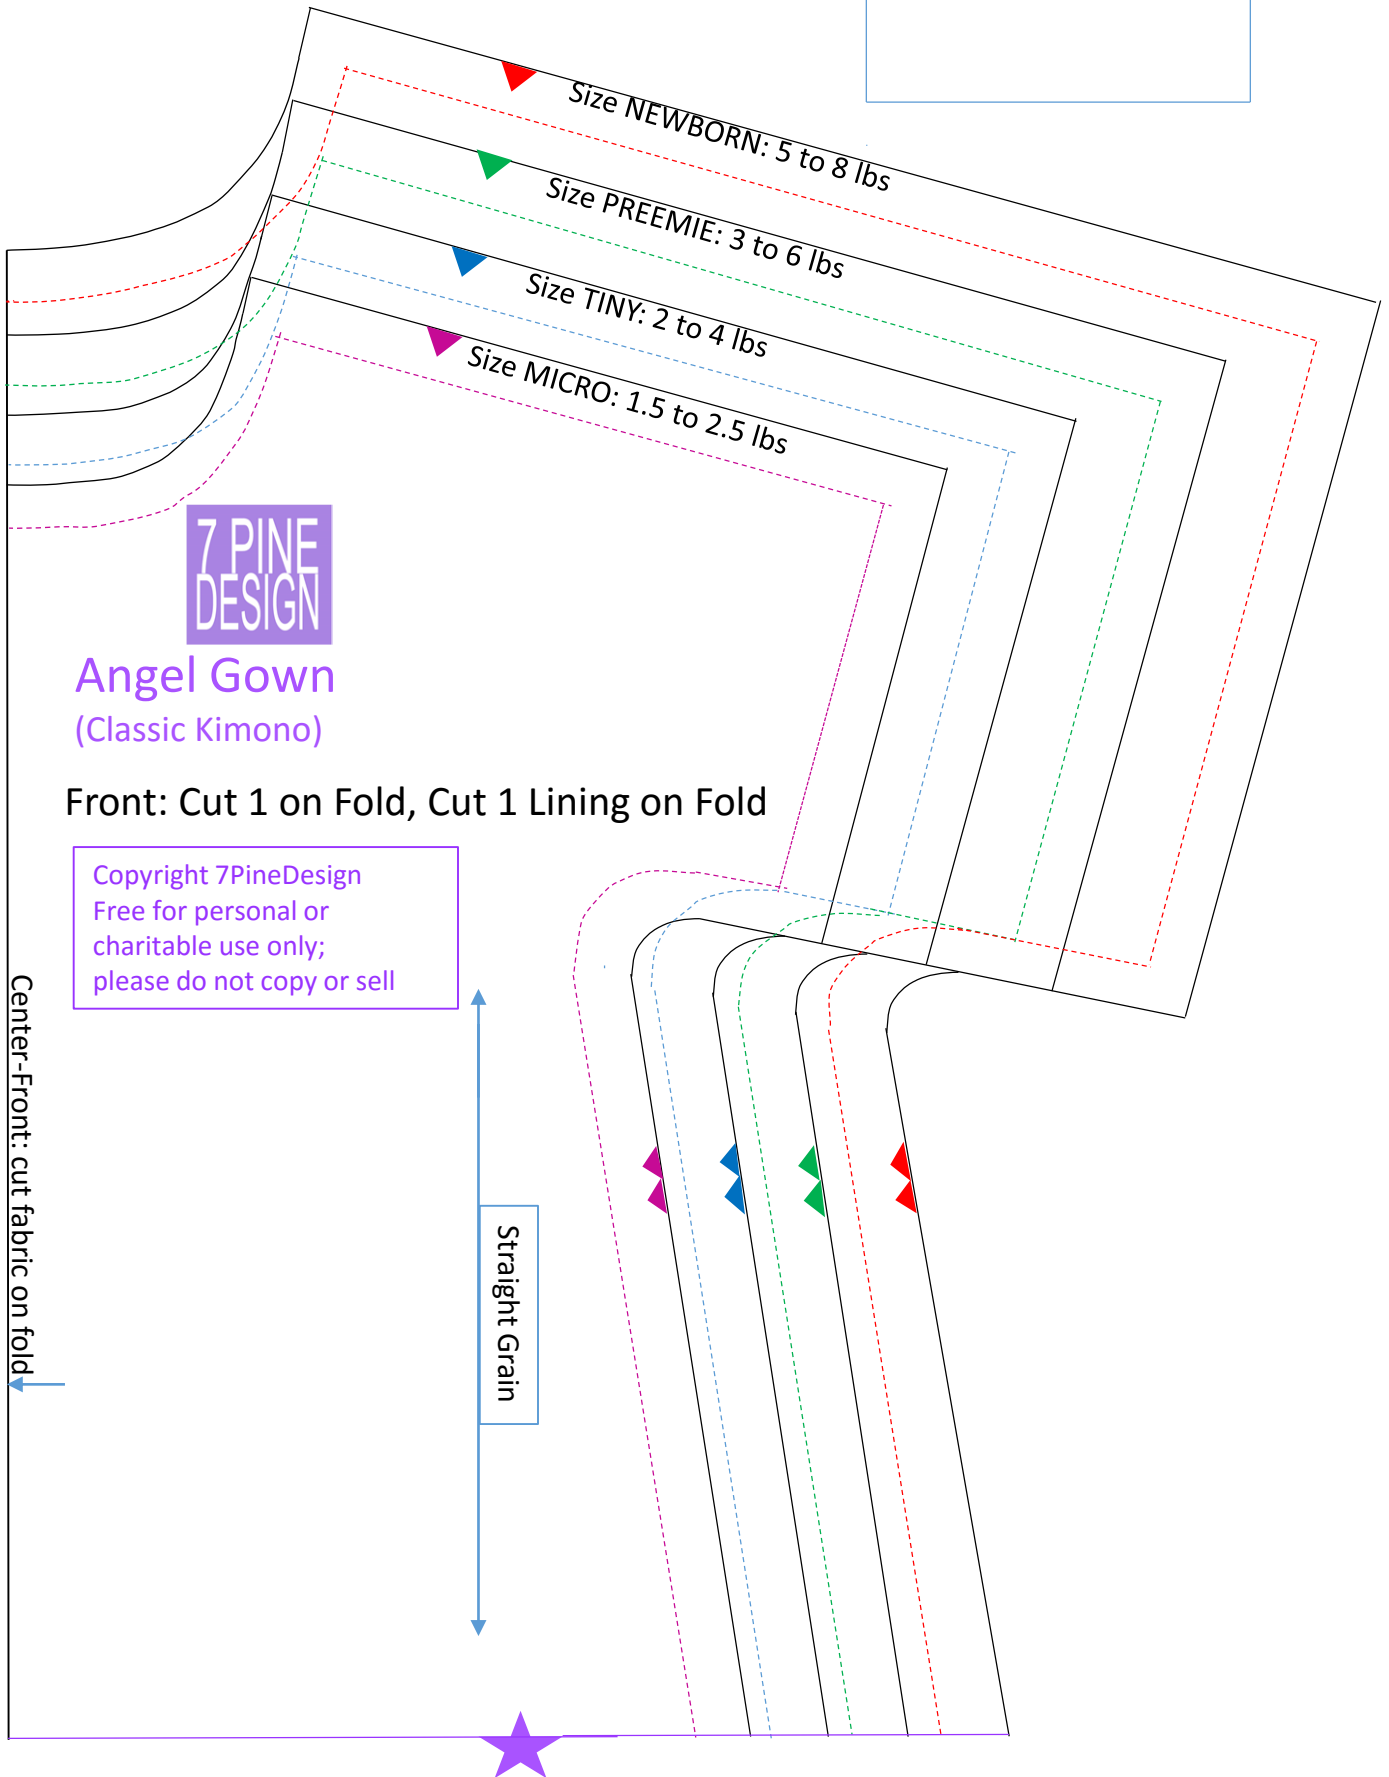 Size NEWBORN: 5 to 8 lbs
Size PREEMIE: 3 to 6 lbs
Size TINY: 2 to 4 lbs
Size MICRO: 1.5 to 2.5 lbs
7 PINE
DESIGN
Angel Gown
(Classic Kimono)
Front: Cut 1 on Fold, Cut 1 Lining on Fold
Copyright 7PineDesign
Free for personal or
charitable use only;
please do not copy or sell
Center-Front: cut fabric on fold
Straight Grain